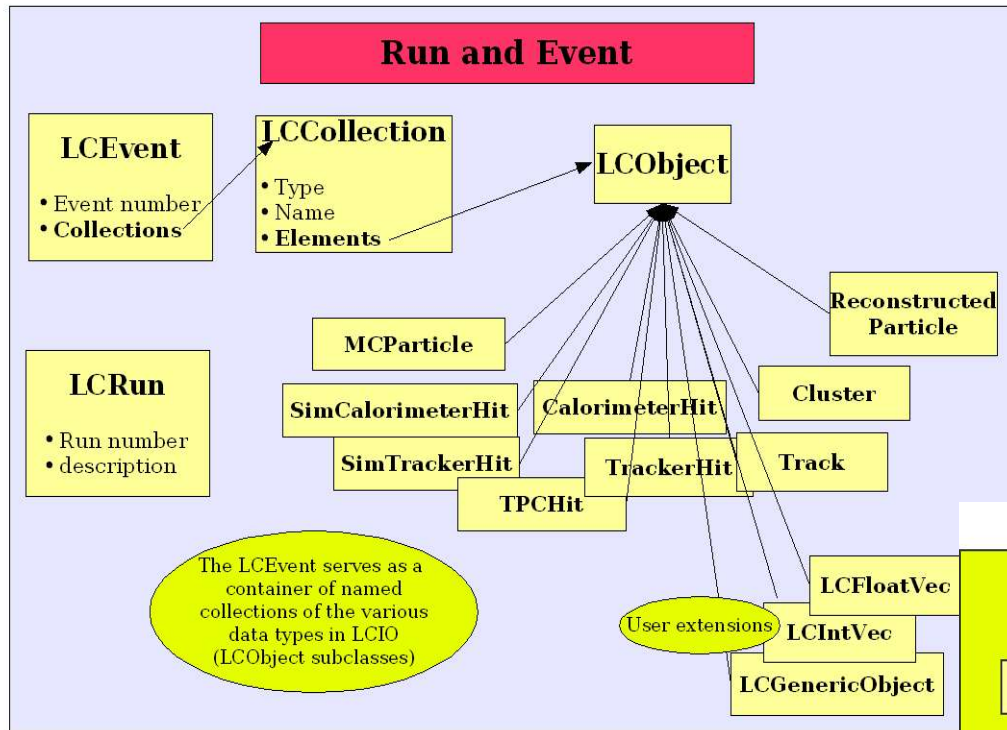 Run and Event
LCEvent
• Event number
• Collections
LCCollection
• Type
• Name
• Elements
LCObject
Reconstructed
Particle
MCParticle
LCRun
• Run number
• description
SimCalorimeterHit
CalorimeterHit
Cluster
SimTrackerHit
TrackerHit
Track
TPCHit
The LCEvent serves as a
container of named
collections of the various
data types in LCIO
(LCObject subclasses)
LCFloatVec
User extensions
LCIntVec
LCGenericObject